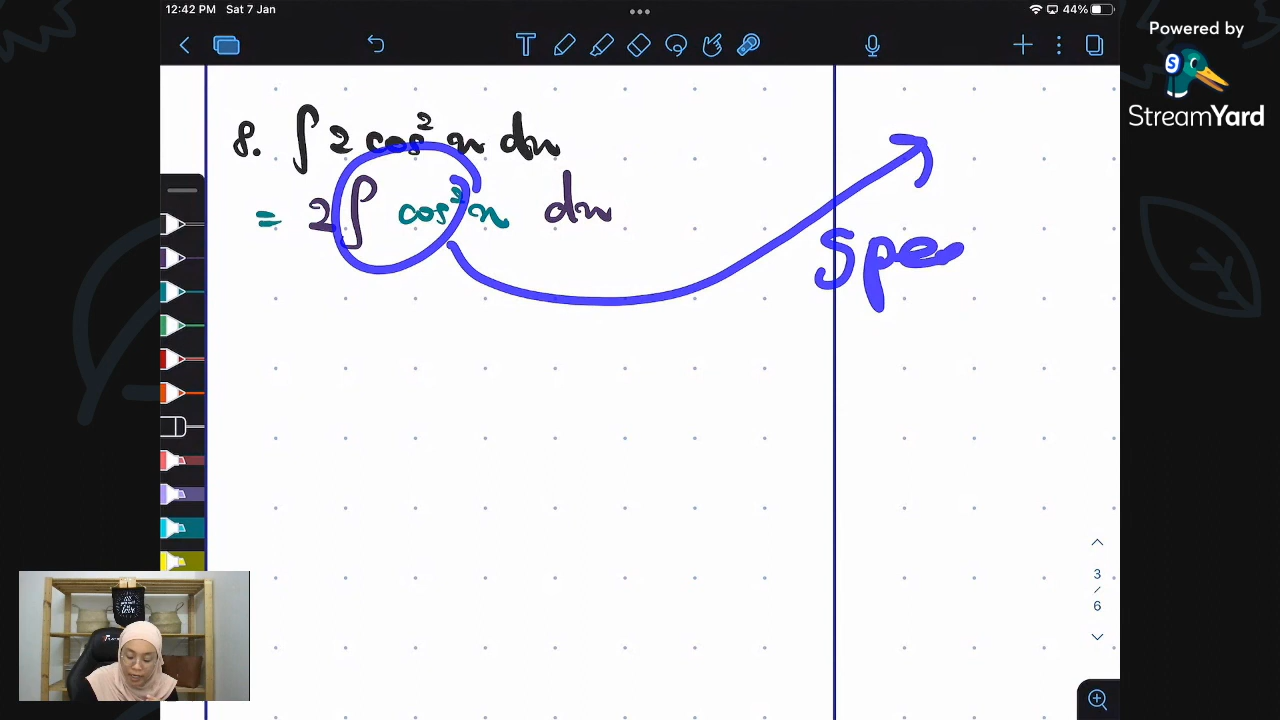 12:42 PM Sat 7 Jan
44%
Powered by
S
StreamYard
T
8. ∫ 2 cos² x dx
= 2 ∫ cos² x dx
Spe
3
/
6